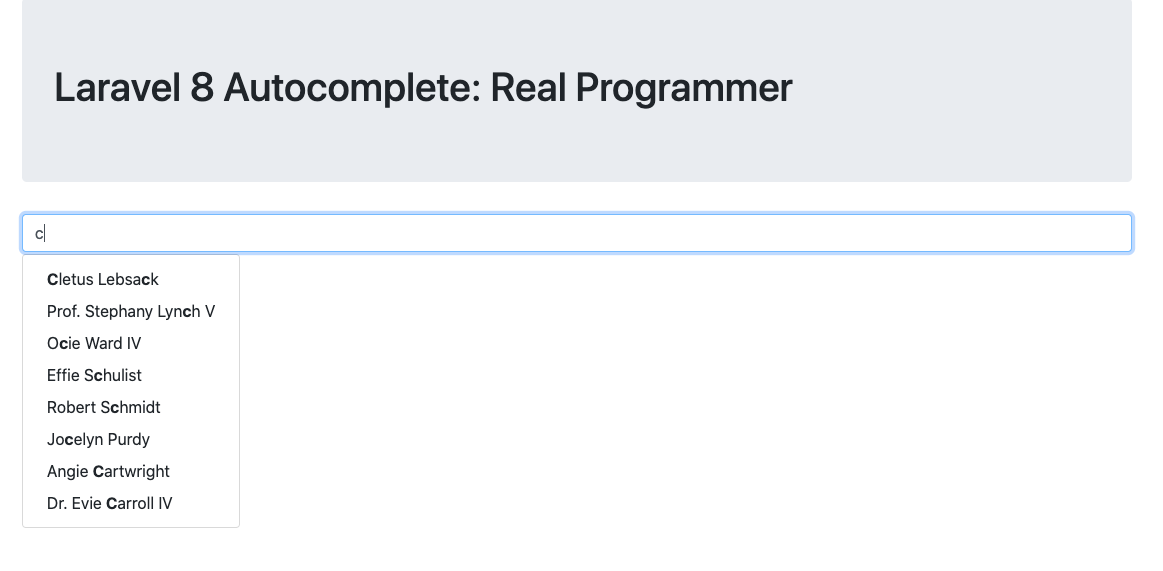 Laravel 8 Autocomplete: Real Programmer
c
Cletus Lebsack
Prof. Stephany Lynch V
Ocie Ward IV
Effie Schulist
Robert Schmidt
Jocelyn Purdy
Angie Cartwright
Dr. Evie Carroll IV